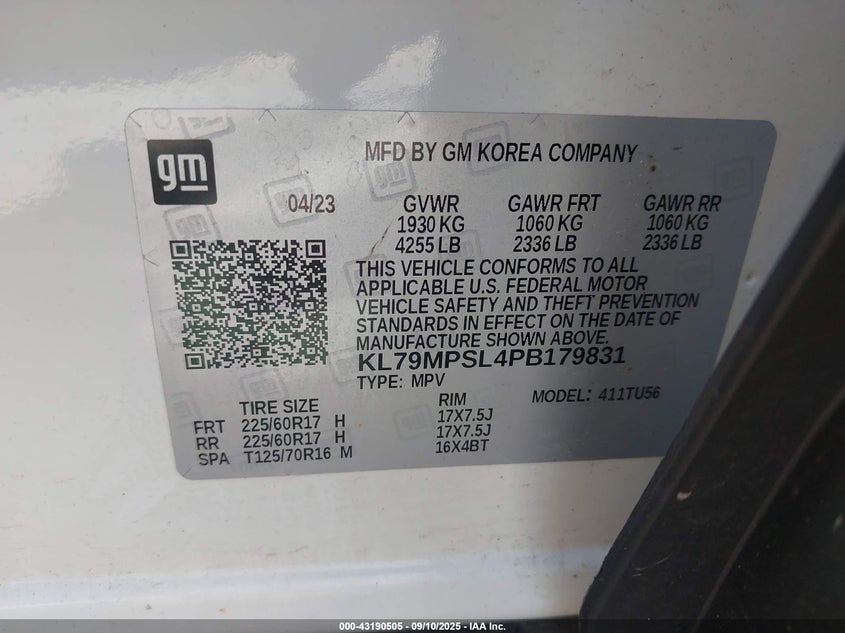 gm
MFD BY GM KOREA COMPANY
04/23 GVWR GAWR FRT GAWR RR
1930 KG 1060 KG 1060 KG
4255 LB 2336 LB 2336 LB
THIS VEHICLE CONFORMS TO ALL
APPLICABLE U.S. FEDERAL MOTOR
VEHICLE SAFETY AND THEFT PREVENTION
STANDARDS IN EFFECT ON THE DATE OF
MANUFACTURE SHOWN ABOVE.
KL79MPSL4PB179831
TYPE: MPV
TIRE SIZE RIM MODEL: 411TU56
FRT 225/60R17 H 17X7.5J
RR 225/60R17 H 17X7.5J
SPA T125/70R16 M 16X4BT
000-43190505 - 09/10/2025 - IAA Inc.